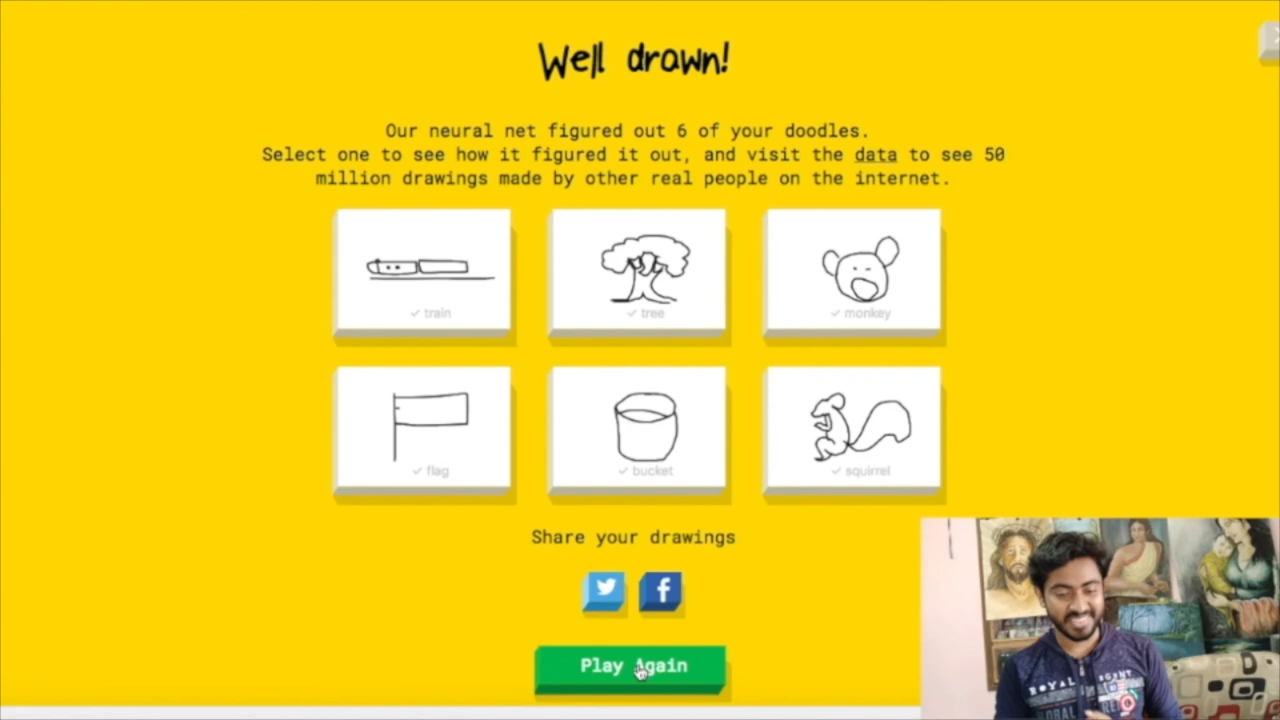 Well drawn!
Our neural net figured out 6 of your doodles.
Select one to see how it figured it out, and visit the data to see 50
million drawings made by other real people on the internet.
✓ train
✓ tree
✓ monkey
✓ flag
✓ bucket
✓ squirrel
Share your drawings
Play Again